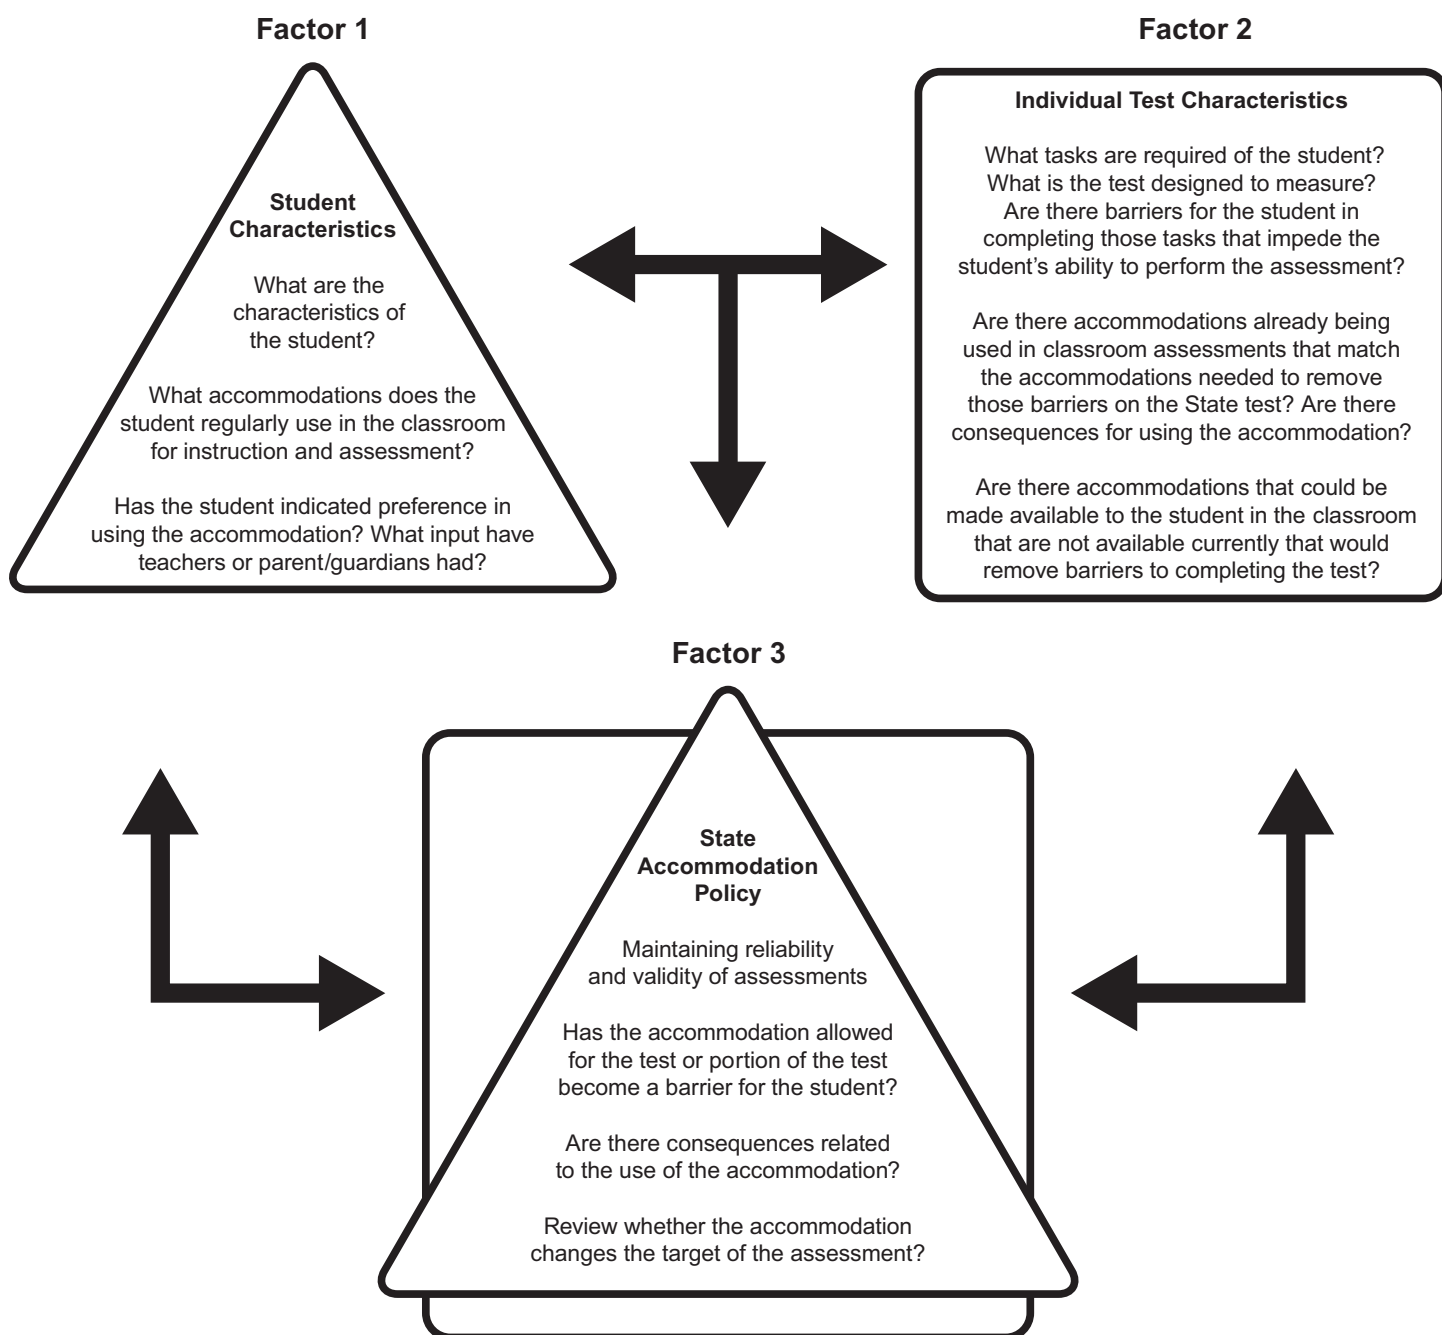 Factor 1
Student
Characteristics
What are the
characteristics of
the student?
What accommodations does the
student regularly use in the classroom
for instruction and assessment?
Has the student indicated preference in
using the accommodation? What input have
teachers or parent/guardians had?
Factor 2
Individual Test Characteristics
What tasks are required of the student?
What is the test designed to measure?
Are there barriers for the student in
completing those tasks that impede the
student’s ability to perform the assessment?
Are there accommodations already being
used in classroom assessments that match
the accommodations needed to remove
those barriers on the State test? Are there
consequences for using the accommodation?
Are there accommodations that could be
made available to the student in the classroom
that are not available currently that would
remove barriers to completing the test?
Factor 3
State
Accommodation
Policy
Maintaining reliability
and validity of assessments
Has the accommodation allowed
for the test or portion of the test
become a barrier for the student?
Are there consequences related
to the use of the accommodation?
Review whether the accommodation
changes the target of the assessment?